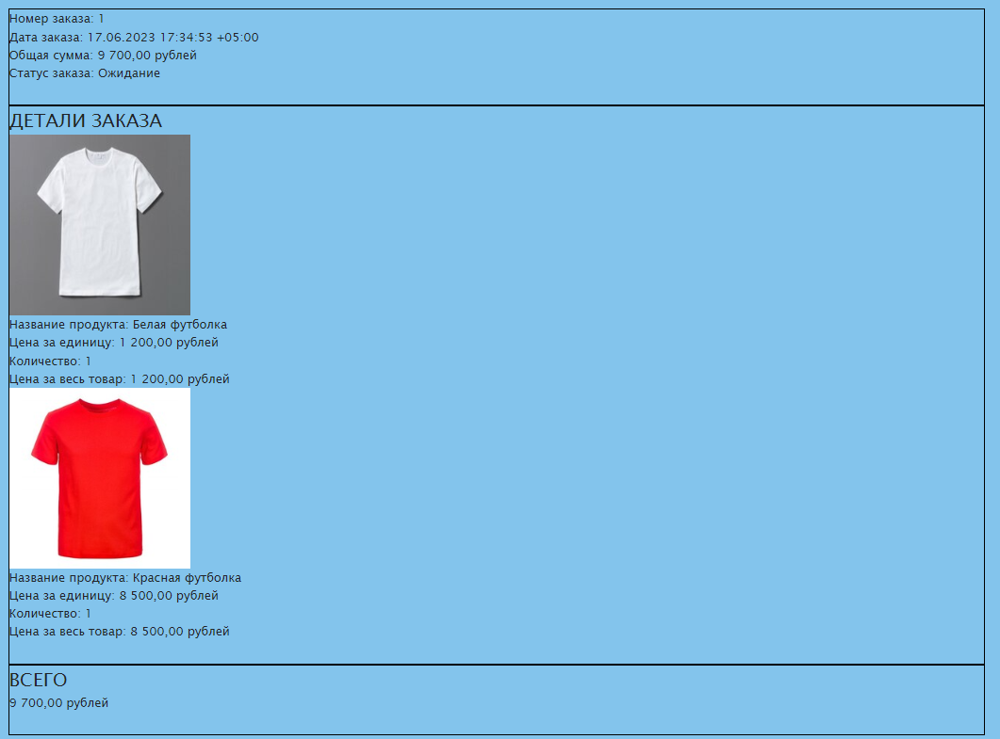 Номер заказа: 1
Дата заказа: 17.06.2023 17:34:53 +05:00
Общая сумма: 9 700,00 рублей
Статус заказа: Ожидание
ДЕТАЛИ ЗАКАЗА
Название продукта: Белая футболка
Цена за единицу: 1 200,00 рублей
Количество: 1
Цена за весь товар: 1 200,00 рублей
Название продукта: Красная футболка
Цена за единицу: 8 500,00 рублей
Количество: 1
Цена за весь товар: 8 500,00 рублей
ВСЕГО
9 700,00 рублей